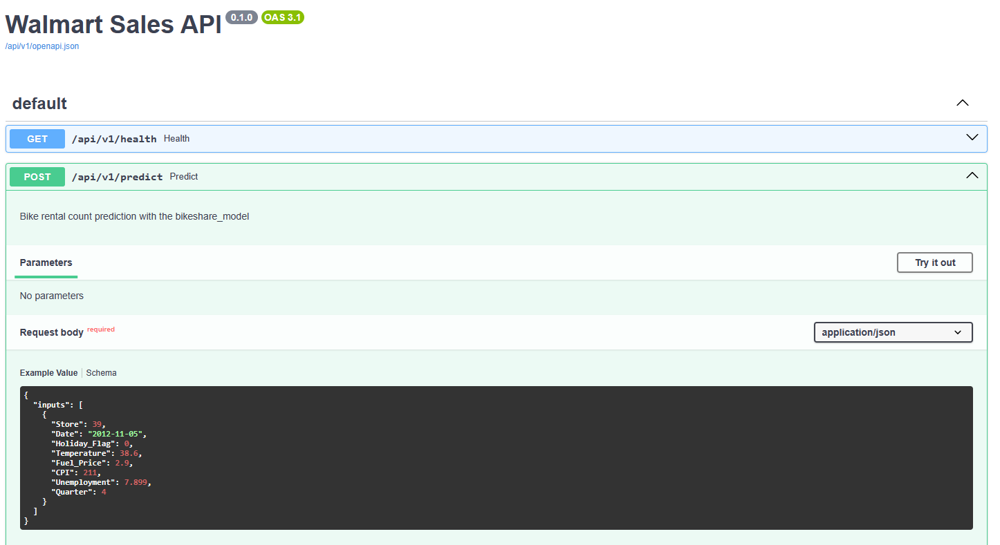 Walmart Sales API 0.1.0 OAS 3.1
/api/v1/openapi.json
default
GET /api/v1/health Health
POST /api/v1/predict Predict
Bike rental count prediction with the bikeshare_model
Parameters Try it out
No parameters
Request body required application/json
Example Value Schema
{
  "inputs": [
    {
      "Store": 39,
      "Date": "2012-11-05",
      "Holiday_Flag": 0,
      "Temperature": 38.6,
      "Fuel_Price": 2.9,
      "CPI": 211,
      "Unemployment": 7.899,
      "Quarter": 4
    }
  ]
}